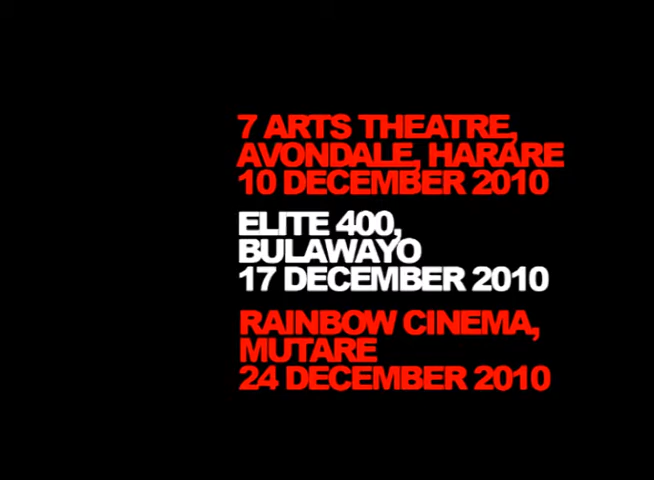 7 ARTS THEATRE,
AVONDALE, HARARE
10 DECEMBER 2010
ELITE 400,
BULAWAYO
17 DECEMBER 2010
RAINBOW CINEMA,
MUTARE
24 DECEMBER 2010